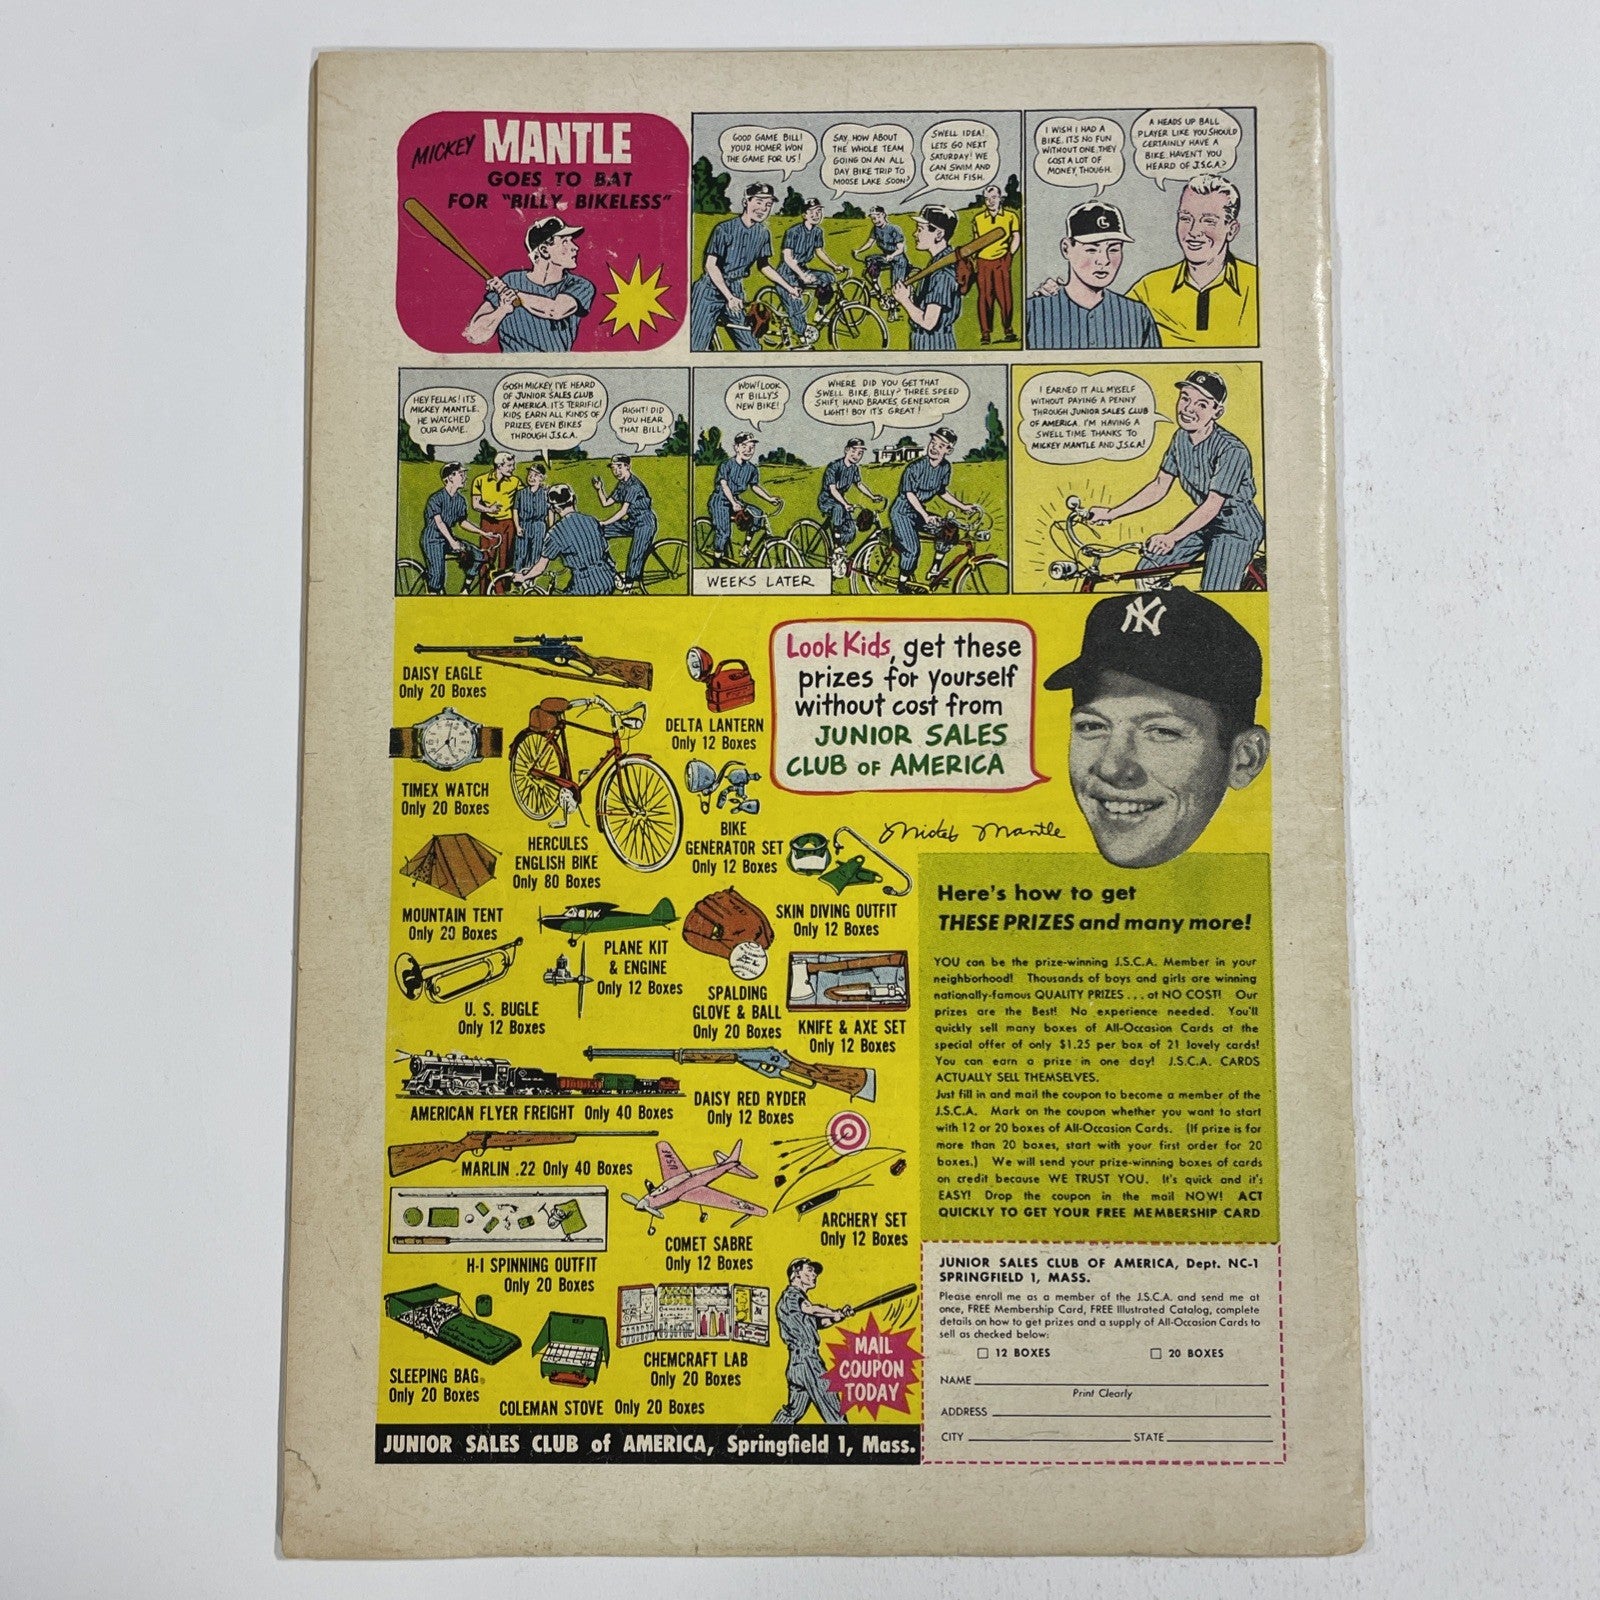 MICKEY
MANTLE
GOES TO BAT
FOR "BILLY BIKELESS"
GOOD GAME BILL!
YOUR HOMER WON
THE GAME FOR US!
SAY, HOW ABOUT
THE WHOLE TEAM
GOING ON AN ALL
DAY BIKE TRIP TO
MOOSE LAKE SOON?
SWELL IDEA!
LETS GO NEXT
SATURDAY! WE
CAN SWIM AND
CATCH FISH.
I WISH I HAD A
BIKE. IT'S NO FUN
WITHOUT ONE. THEY
COST A LOT OF
MONEY, THOUGH.
A HEADS UP BALL
PLAYER LIKE YOU SHOULD
CERTAINLY HAVE A
BIKE. HAVEN'T YOU
HEARD OF J.S.C.A.?
HEY FELLAS! IT'S
MICKEY MANTLE.
HE WATCHED
OUR GAME.
GOSH MICKEY, I'VE HEARD
OF JUNIOR SALES CLUB
OF AMERICA. IT'S TERRIFIC!
KIDS EARN ALL KINDS OF
PRIZES, EVEN BIKES
THROUGH J.S.C.A.
RIGHT! DID
YOU HEAR
THAT BILL?
WOW! LOOK
AT BILLY'S
NEW BIKE!
WHERE DID YOU GET THAT
SWELL BIKE, BILLY? THREE SPEED
SHIFT, HAND BRAKES, GENERATOR
LIGHT! BOY IT'S GREAT!
WEEKS LATER
I EARNED IT ALL MYSELF
WITHOUT PAYING A PENNY
THROUGH JUNIOR SALES CLUB
OF AMERICA. I'M HAVING A
SWELL TIME THANKS TO
MICKEY MANTLE AND J.S.C.A!
Look Kids, get these
prizes for yourself
without cost from
JUNIOR SALES
CLUB OF AMERICA
NY
Mickey Mantle
DAISY EAGLE
Only 20 Boxes
DELTA LANTERN
Only 12 Boxes
TIMEX WATCH
Only 20 Boxes
HERCULES
ENGLISH BIKE
Only 80 Boxes
BIKE
GENERATOR SET
Only 12 Boxes
MOUNTAIN TENT
Only 20 Boxes
SKIN DIVING OUTFIT
Only 12 Boxes
PLANE KIT
& ENGINE
Only 12 Boxes
U. S. BUGLE
Only 12 Boxes
SPALDING
GLOVE & BALL
Only 20 Boxes
KNIFE & AXE SET
Only 12 Boxes
AMERICAN FLYER FREIGHT Only 40 Boxes
DAISY RED RYDER
Only 12 Boxes
MARLIN .22 Only 40 Boxes
USAF
COMET SABRE
Only 12 Boxes
ARCHERY SET
Only 12 Boxes
H-I SPINNING OUTFIT
Only 20 Boxes
SLEEPING BAG
Only 20 Boxes
CHEMCRAFT
CHEMCRAFT LAB
Only 20 Boxes
COLEMAN STOVE Only 20 Boxes
MAIL
COUPON
TODAY
JUNIOR SALES CLUB of AMERICA, Springfield 1, Mass.
Here's how to get
THESE PRIZES and many more!
YOU can be the prize-winning J.S.C.A. Member in your
neighborhood! Thousands of boys and girls are winning
nationally-famous QUALITY PRIZES . . . at NO COST! Our
prizes are the Best! No experience needed. You'll
quickly sell many boxes of All-Occasion Cards at the
special offer of only $1.25 per box of 21 lovely cards!
You can earn a prize in one day! J.S.C.A. CARDS
ACTUALLY SELL THEMSELVES.
Just fill in and mail the coupon to become a member of the
J.S.C.A. Mark on the coupon whether you want to start
with 12 or 20 boxes of All-Occasion Cards. (If prize is for
more than 20 boxes, start with your first order for 20
boxes.) We will send your prize-winning boxes of cards
on credit because WE TRUST YOU. It's quick and it's
EASY! Drop the coupon in the mail NOW! ACT
QUICKLY TO GET YOUR FREE MEMBERSHIP CARD
JUNIOR SALES CLUB OF AMERICA, Dept. NC-1
SPRINGFIELD 1, MASS.
Please enroll me as a member of the J.S.C.A. and send me at
once, FREE Membership Card, FREE Illustrated Catalog, complete
details on how to get prizes and a supply of All-Occasion Cards to
sell as checked below:
☐ 12 BOXES ☐ 20 BOXES
NAME
Print Clearly
ADDRESS
CITY STATE